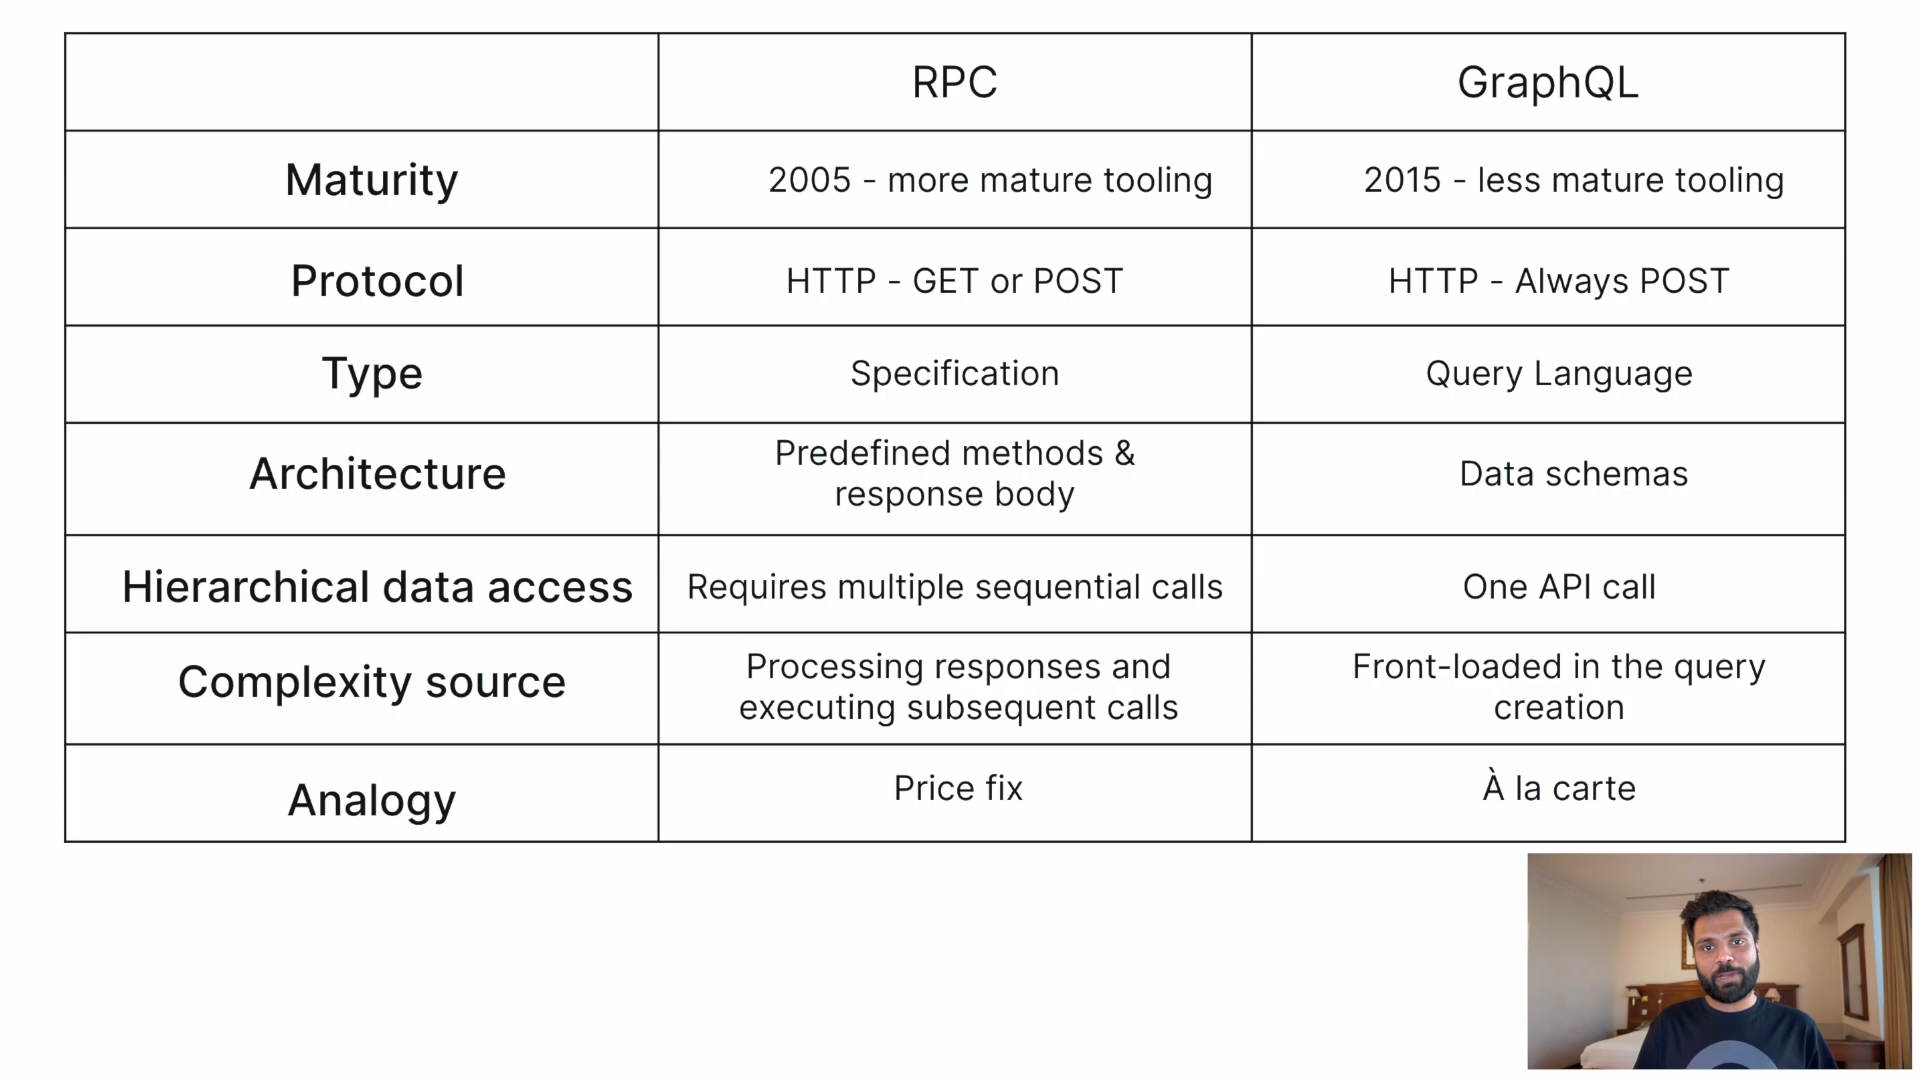 RPC
GraphQL
Maturity
2005 - more mature tooling
2015 - less mature tooling
Protocol
HTTP - GET or POST
HTTP - Always POST
Type
Specification
Query Language
Architecture
Predefined methods &
response body
Data schemas
Hierarchical data access
Requires multiple sequential calls
One API call
Complexity source
Processing responses and
executing subsequent calls
Front-loaded in the query
creation
Analogy
Price fix
À la carte